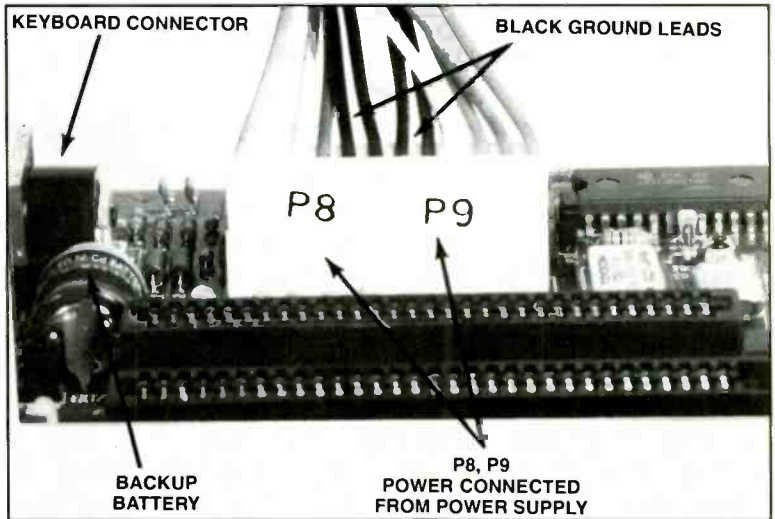 KEYBOARD CONNECTOR
BLACK GROUND LEADS
P8 P9
BACKUP
BATTERY
P8, P9
POWER CONNECTED
FROM POWER SUPPLY